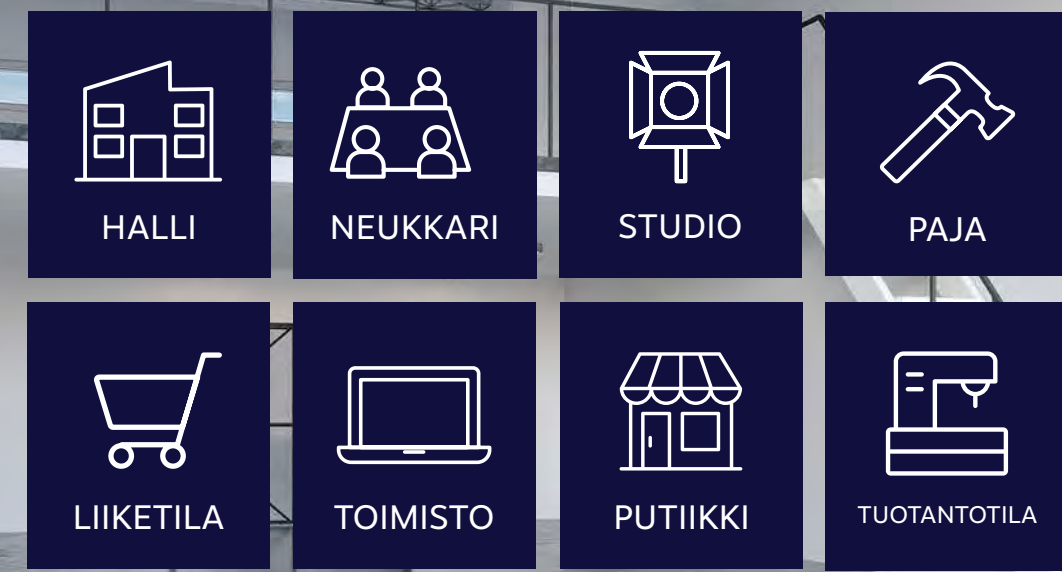 HALLI
NEUKKARI
STUDIO
PAJA
LIIKETILA
TOIMISTO
PUTIIKKI
TUOTANTOTILA